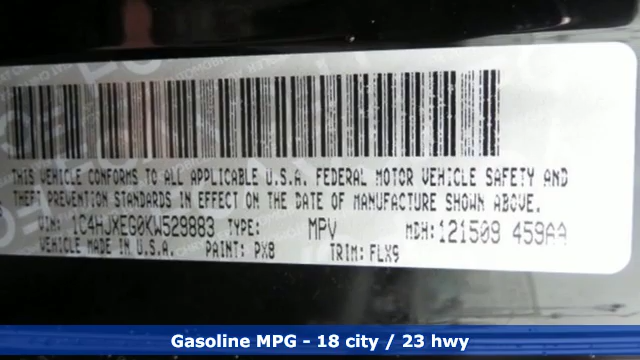 THIS VEHICLE CONFORMS TO ALL APPLICABLE U.S.A. FEDERAL MOTOR VEHICLE SAFETY AND
THEFT PREVENTION STANDARDS IN EFFECT ON THE DATE OF MANUFACTURE SHOWN ABOVE.
VIN: 1C4HJXEG0KW529883 TYPE: MPV MDH: 121509 459AA
VEHICLE MADE IN U.S.A. PAINT: PX8 TRIM: FLX9
Gasoline MPG - 18 city / 23 hwy